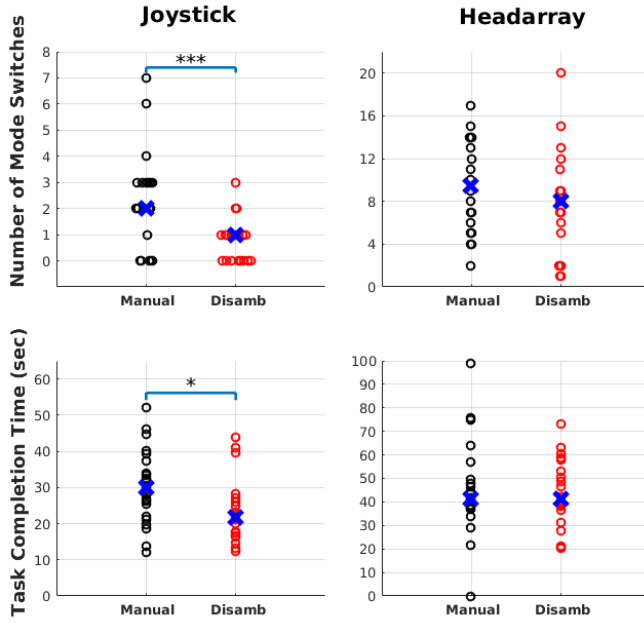 Joystick
Headarray
Number of Mode Switches
8
7
6
5
4
3
2
1
0
***
Manual
Disamb
20
16
12
8
4
0
Manual
Disamb
Task Completion Time (sec)
60
50
40
30
20
10
0
*
Manual
Disamb
100
90
80
70
60
50
40
30
20
10
0
Manual
Disamb